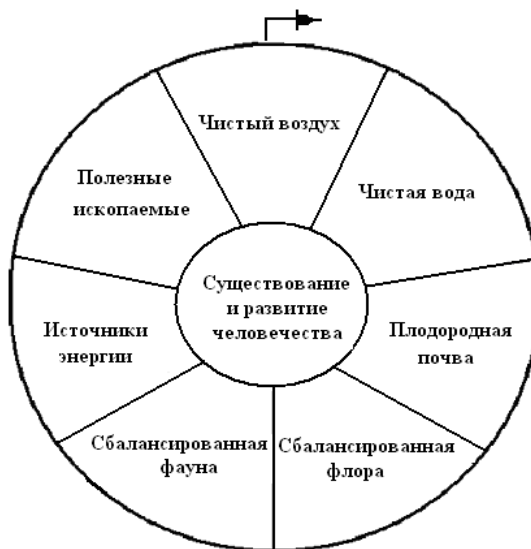 Чистый воздух
Чистая вода
Плодородная
почва
Сбалансированная
флора
Сбалансированная
фауна
Источники
энергии
Полезные
ископаемые
Существование
и развитие
человечества